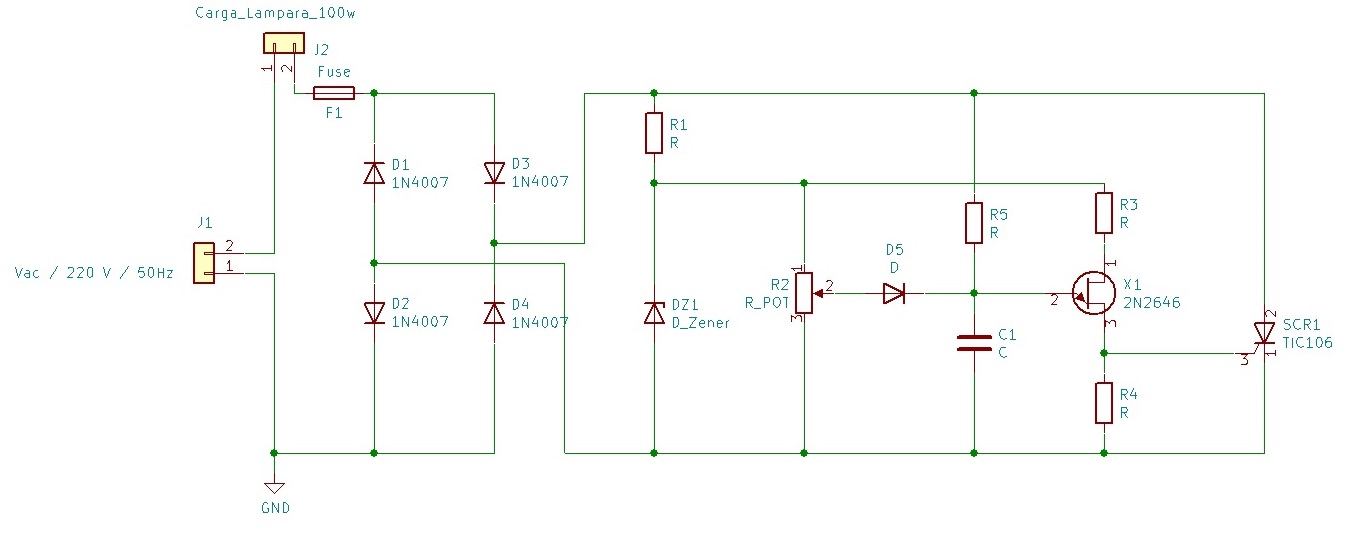 Carga_Lampara_100w
J2
1
2
Fuse
F1
R1
R
D1
1N4007
D3
1N4007
R3
R
R5
R
J1
2
1
Vac / 220 V / 50Hz
D5
D
1
R2
R_POT
2
3
1
X1
2N2646
2
3
D2
1N4007
D4
1N4007
DZ1
D_Zener
C1
C
2
SCR1
TIC106
1
3
R4
R
GND